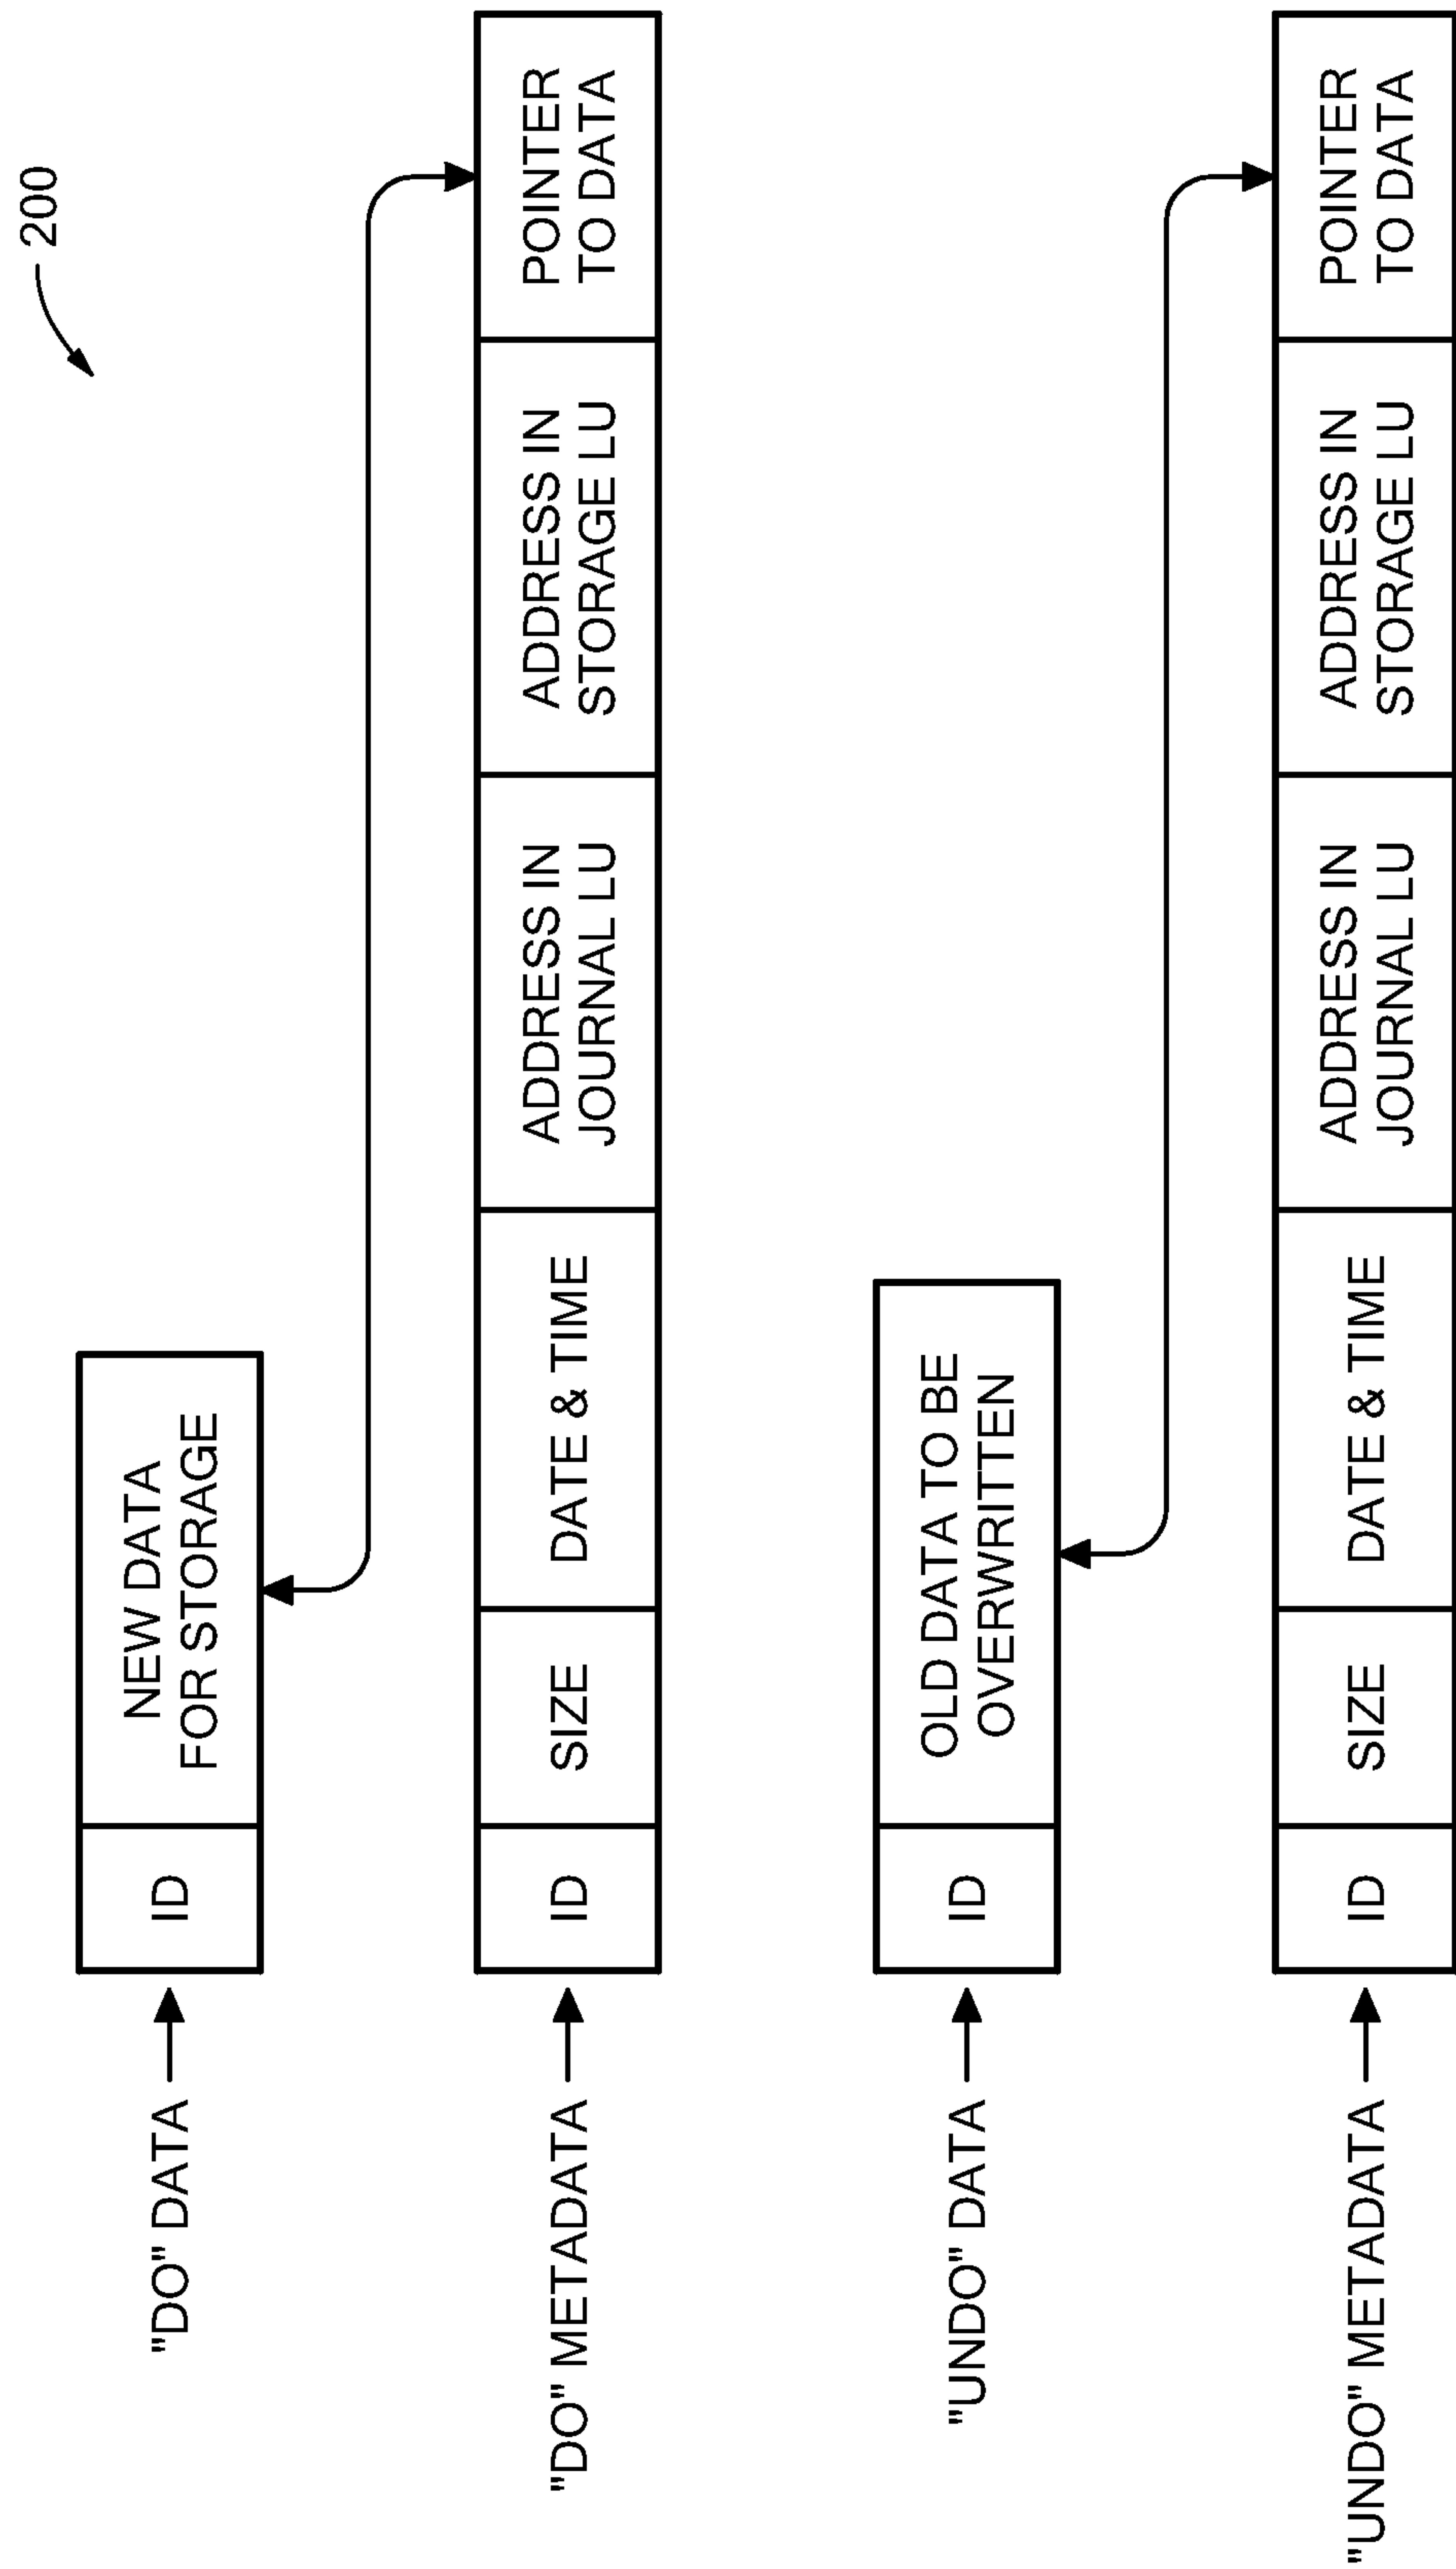 200
"DO" DATA
ID
NEW DATA
FOR STORAGE
"DO" METADATA
ID
SIZE
DATE & TIME
ADDRESS IN
JOURNAL LU
ADDRESS IN
STORAGE LU
POINTER
TO DATA
"UNDO" DATA
ID
OLD DATA TO BE
OVERWRITTEN
"UNDO" METADATA
ID
SIZE
DATE & TIME
ADDRESS IN
JOURNAL LU
ADDRESS IN
STORAGE LU
POINTER
TO DATA